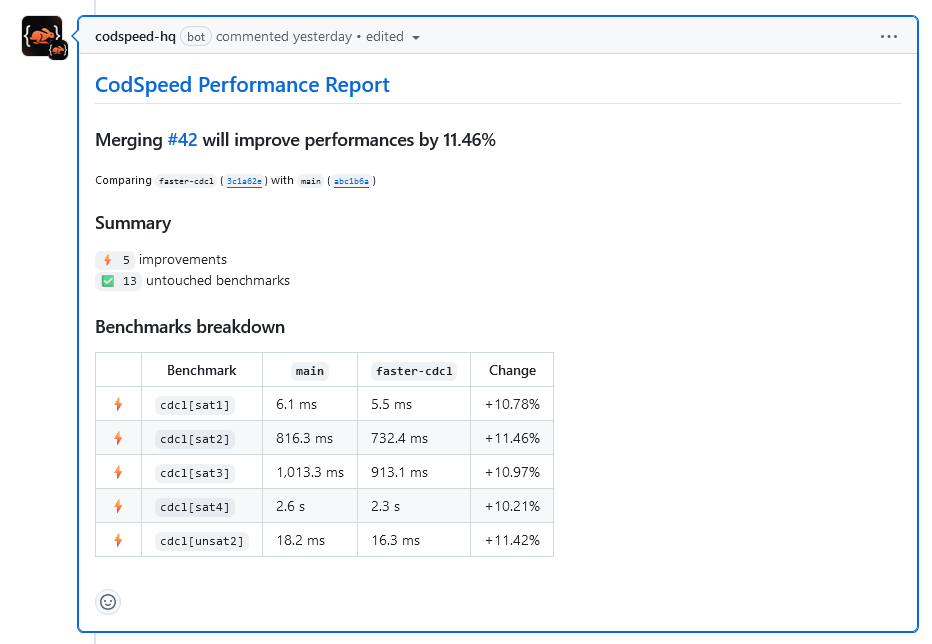 codspeed-hq bot commented yesterday • edited
CodSpeed Performance Report
Merging #42 will improve performances by 11.46%
Comparing faster-cdcl (3c1a62e) with main (abc1b6a)
Summary
⚡ 5 improvements
✅ 13 untouched benchmarks
Benchmarks breakdown
Benchmark main faster-cdcl Change
⚡ cdcl[sat1] 6.1 ms 5.5 ms +10.78%
⚡ cdcl[sat2] 816.3 ms 732.4 ms +11.46%
⚡ cdcl[sat3] 1,013.3 ms 913.1 ms +10.97%
⚡ cdcl[sat4] 2.6 s 2.3 s +10.21%
⚡ cdcl[unsat2] 18.2 ms 16.3 ms +11.42%